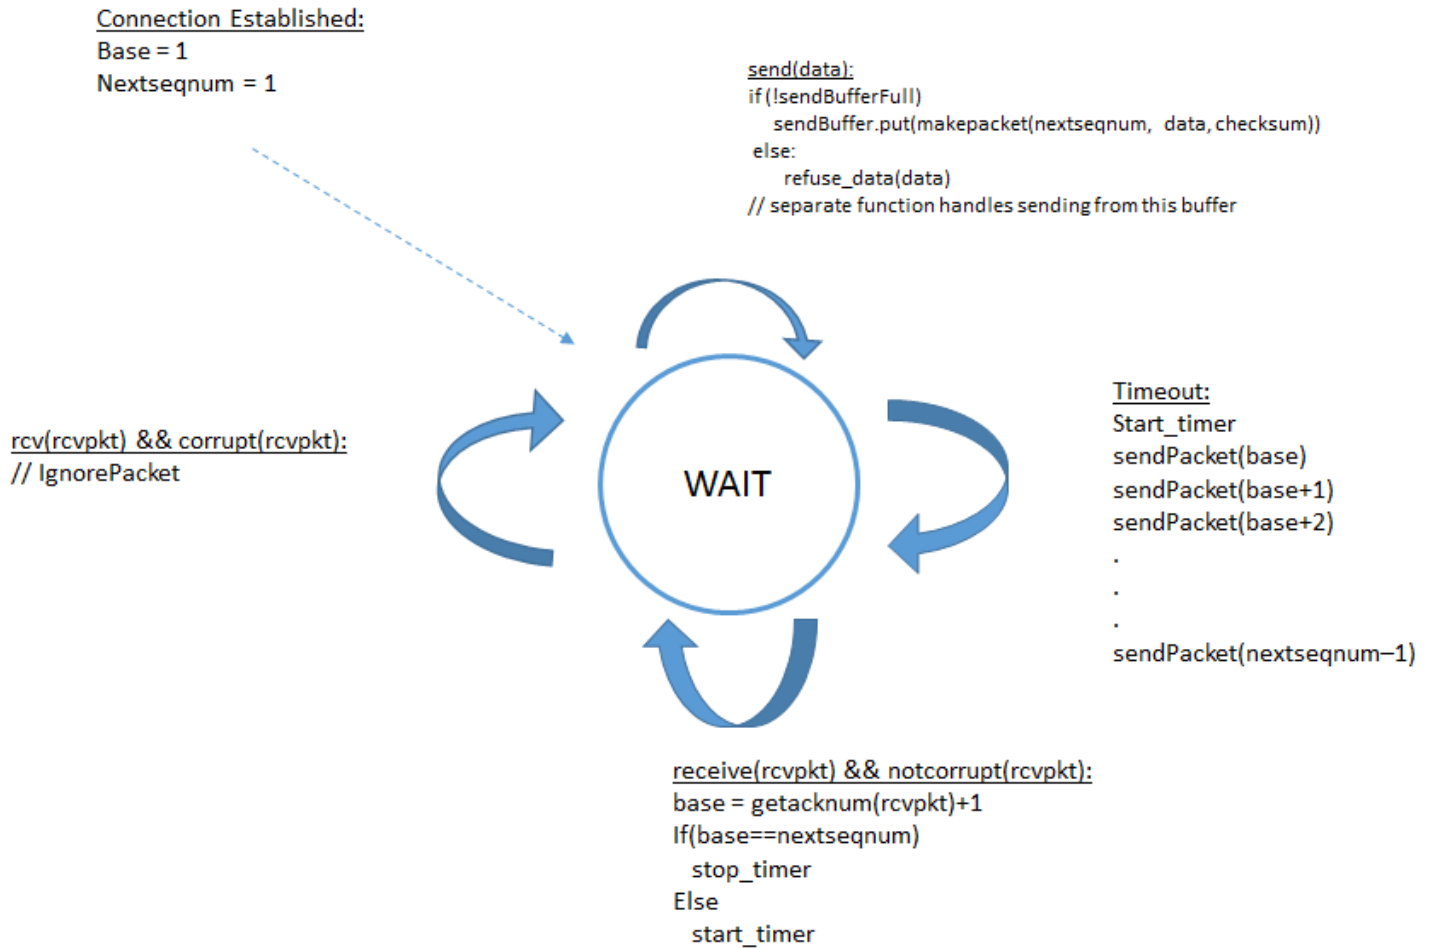 Connection Established:
Base = 1
Nextseqnum = 1
send(data):
if (!sendBufferFull)
sendBuffer.put(makepacket(nextseqnum, data, checksum))
else:
refuse_data(data)
// separate function handles sending from this buffer
rcv(rcvpkt) && corrupt(rcvpkt):
// IgnorePacket
WAIT
Timeout:
Start_timer
sendPacket(base)
sendPacket(base+1)
sendPacket(base+2)
.
.
.
sendPacket(nextseqnum–1)
receive(rcvpkt) && notcorrupt(rcvpkt):
base = getacknum(rcvpkt)+1
If(base==nextseqnum)
stop_timer
Else
start_timer